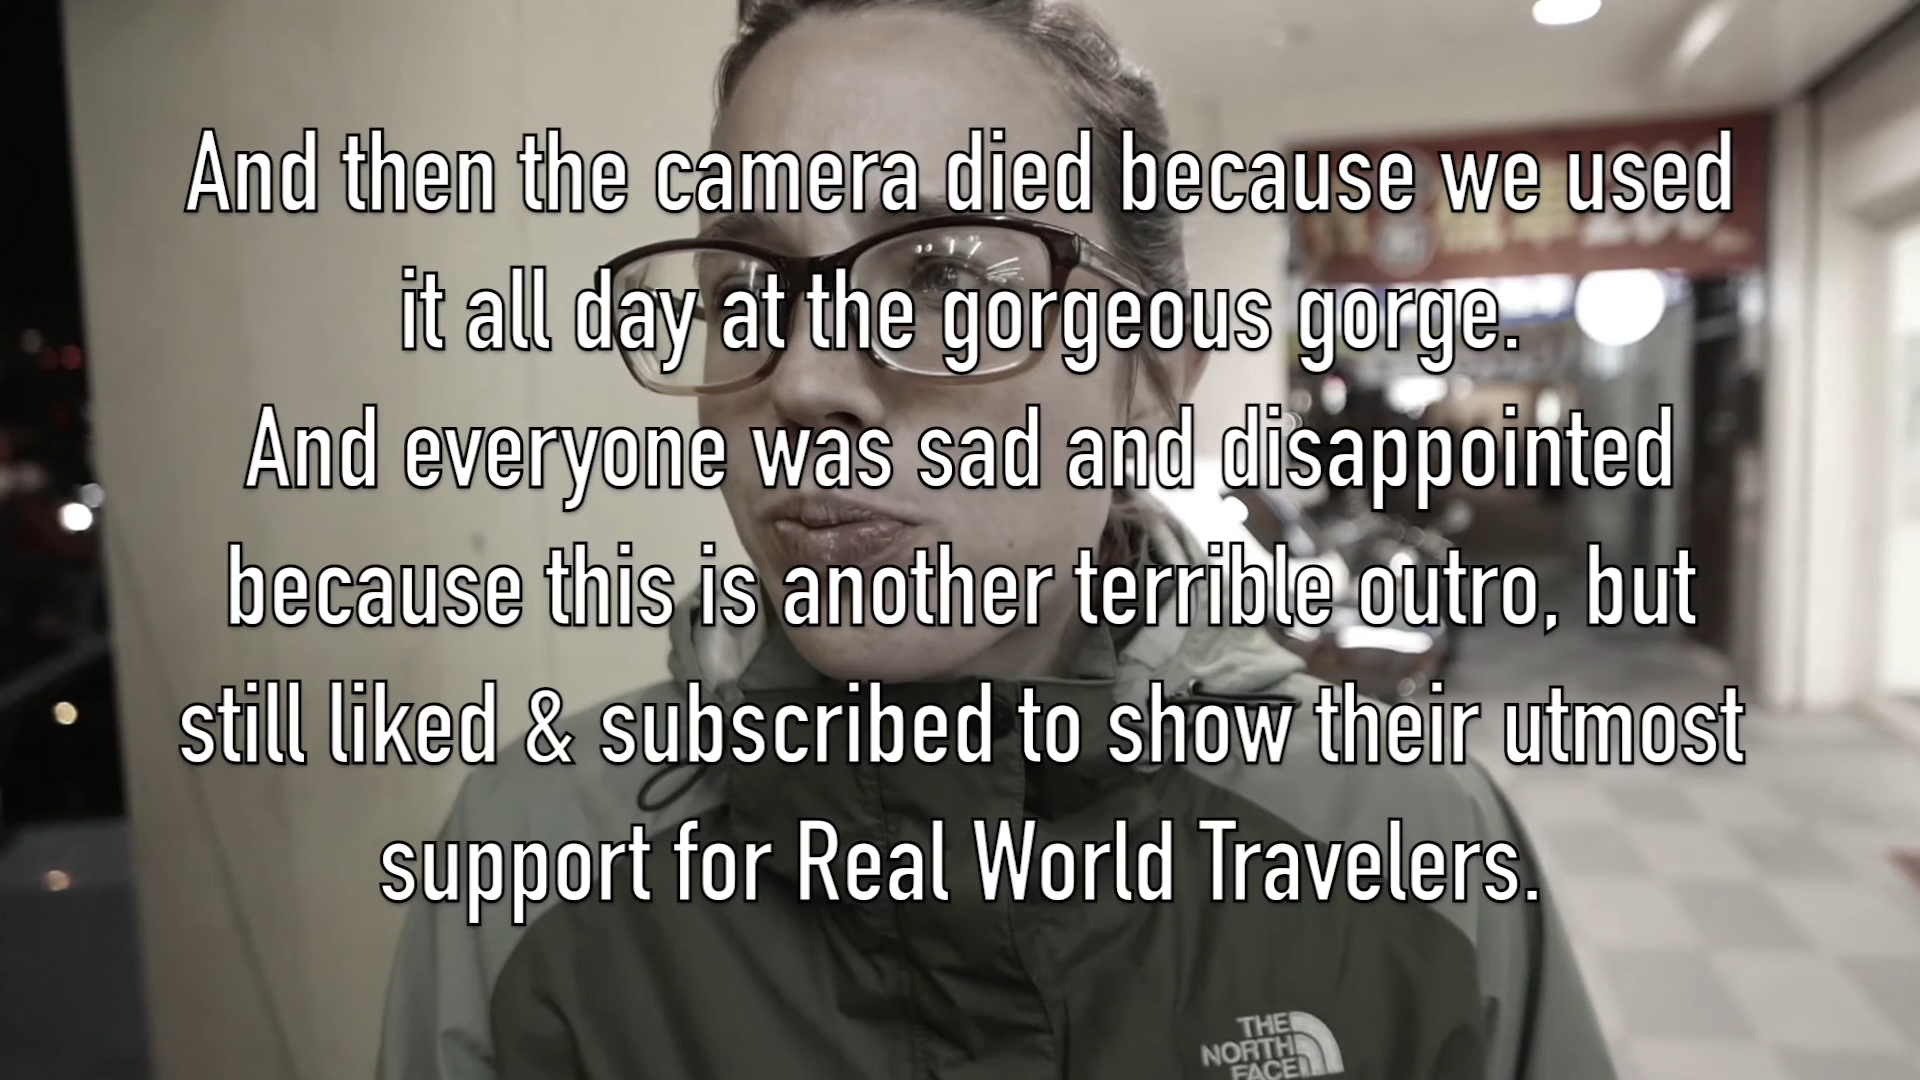 And then the camera died because we used
it all day at the gorgeous gorge.
And everyone was sad and disappointed
because this is another terrible outro, but
still liked & subscribed to show their utmost
support for Real World Travelers.
THE
NORTH
FACE